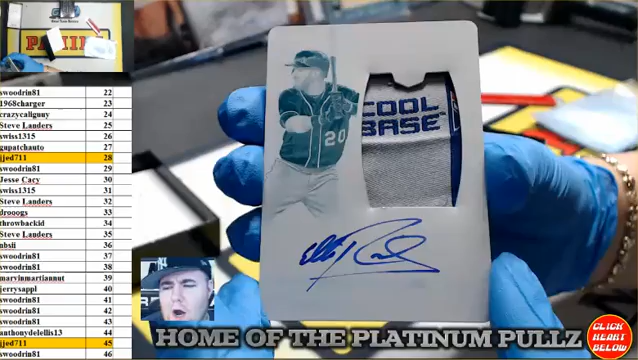 PANINI
swoodrin81 22
1968charger 23
crazycaliguy 24
Steve Landers 25
swiss1315 26
gupatchauto 27
jjed711 28
swoodrin81 29
Jesse Cacy 30
swiss1315 31
Steve Landers 32
drooogs 33
throwbackid 34
Steve Landers 35
nbsii 36
swoodrin81 37
swoodrin81 38
marvinmartiannut 39
jerrysappl 40
swoodrin81 41
swoodrin81 42
swoodrin81 43
anthonydelellis13 44
jjed711 45
swoodrin81 46
20
COOL
BASE
HOME OF THE PLATINUM PULLZ
CLICK
HEART
BELOW